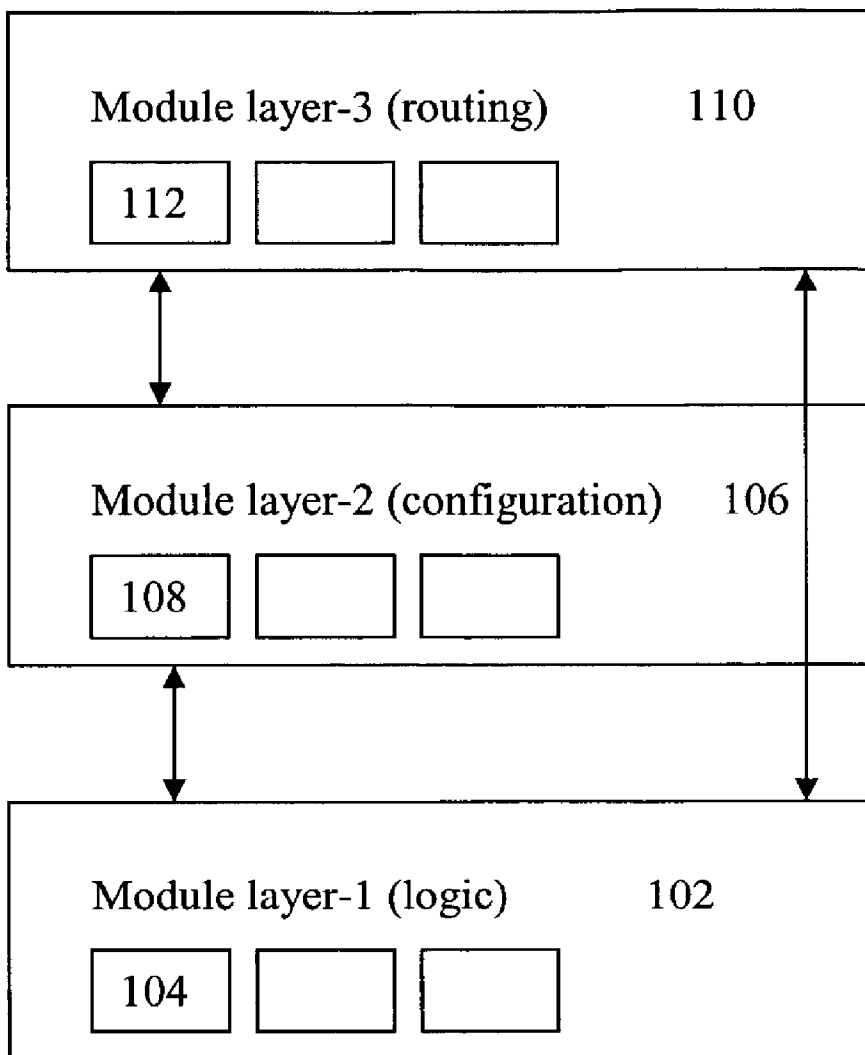 Module layer-3 (routing) 110
112
Module layer-2 (configuration) 106
108
Module layer-1 (logic) 102
104